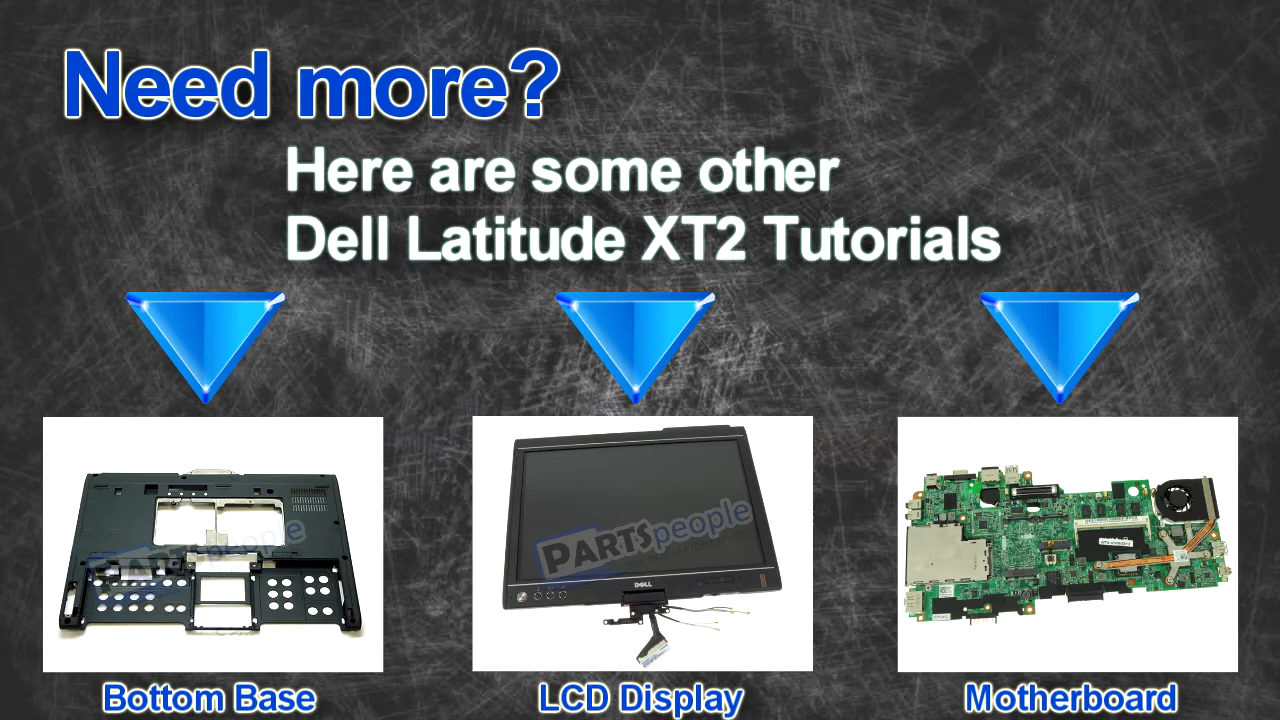 Need more?
Here are some other
Dell Latitude XT2 Tutorials
PARTSpeople
PARTSpeople
DELL
Bottom Base
LCD Display
Motherboard